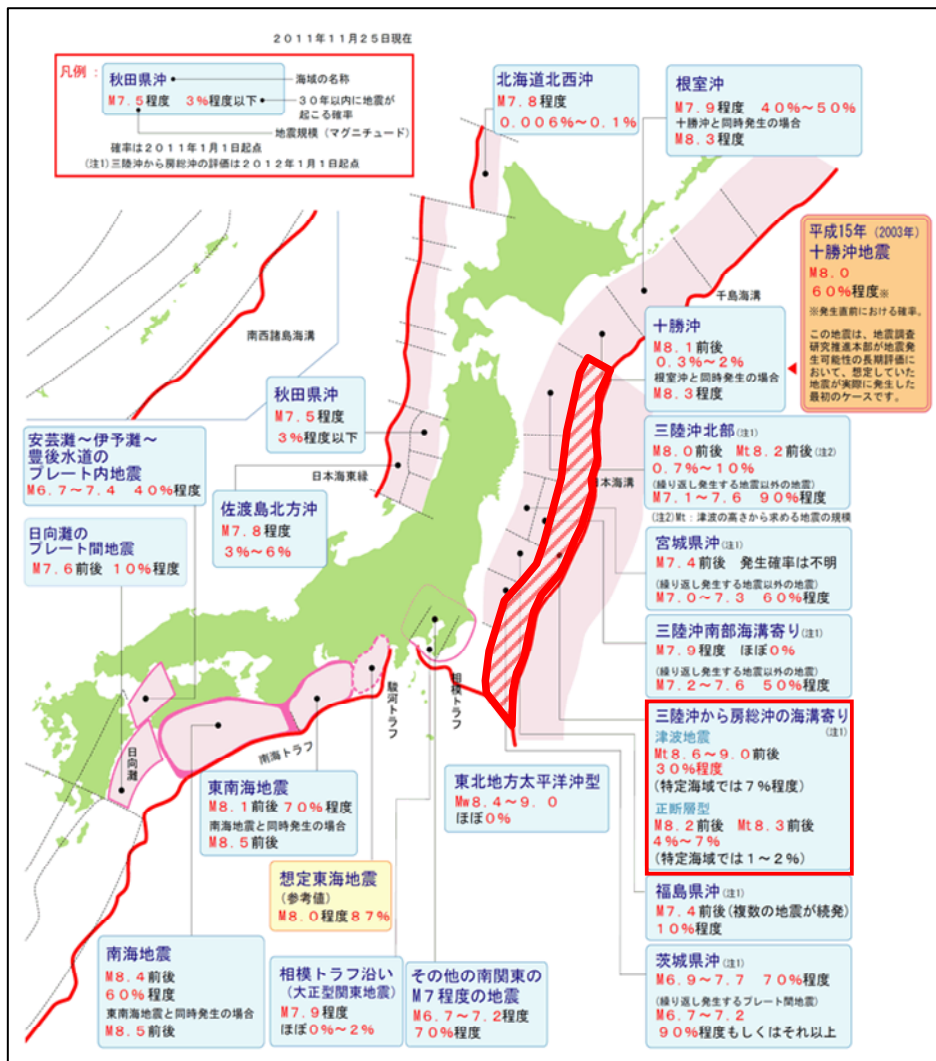 2011年11月25日現在
凡例：
秋田県沖
M7.5程度 3%程度以下
海域の名称
30年以内に地震が
起こる確率
地震規模（マグニチュード）
確率は2011年1月1日起点
(注1)三陸沖から房総沖の評価は2012年1月1日起点
北海道北西沖
M7.8程度
0.006%～0.1%
根室沖
M7.9程度 40%～50%
十勝沖と同時発生の場合
M8.3程度
平成15年（2003年）
十勝沖地震
M8.0
60%程度※
※発生直前における確率。
この地震は、地震調査
研究推進本部が地震発
生可能性の長期評価に
おいて、想定していた
地震が実際に発生した
最初のケースです。
千島海溝
南西諸島海溝
十勝沖
M8.1前後
0.3%～2%
根室沖と同時発生の場合
M8.3程度
秋田県沖
M7.5程度
3%程度以下
日本海東縁
日本海溝
安芸灘～伊予灘～
豊後水道の
プレート内地震
M6.7～7.4 40%程度
佐渡島北方沖
M7.8程度
3%～6%
三陸沖北部(注1)
M8.0前後 Mt8.2前後(注2)
0.7%～10%
(繰り返し発生する地震以外の地震)
M7.1～7.6 90%程度
(注2)Mt：津波の高さから求める地震の規模
日向灘の
プレート間地震
M7.6前後 10%程度
宮城県沖(注1)
M7.4前後 発生確率は不明
(繰り返し発生する地震以外の地震)
M7.0～7.3 60%程度
三陸沖南部海溝寄り(注1)
M7.9程度 ほぼ0%
(繰り返し発生する地震以外の地震)
M7.2～7.6 50%程度
駿河トラフ
相模トラフ
南海トラフ
日向灘
三陸沖から房総沖の海溝寄り
(注1)
津波地震
Mt8.6～9.0前後
30%程度
(特定海域では7%程度)
正断層型
M8.2前後 Mt8.3前後
4%～7%
(特定海域では1～2%)
東南海地震
M8.1前後 70%程度
南海地震と同時発生の場合
M8.5前後
東北地方太平洋沖型
Mw8.4～9.0
ほぼ0%
想定東海地震
(参考値)
M8.0程度87%
福島県沖(注1)
M7.4前後(複数の地震が続発)
10%程度
南海地震
M8.4前後
60%程度
東南海地震と同時発生の場合
M8.5前後
相模トラフ沿い
(大正型関東地震)
M7.9程度
ほぼ0%～2%
その他の南関東の
M7程度の地震
M6.7～7.2程度
70%程度
茨城県沖(注1)
M6.9～7.7 70%程度
(繰り返し発生するプレート間地震)
M6.7～7.2
90%程度もしくはそれ以上